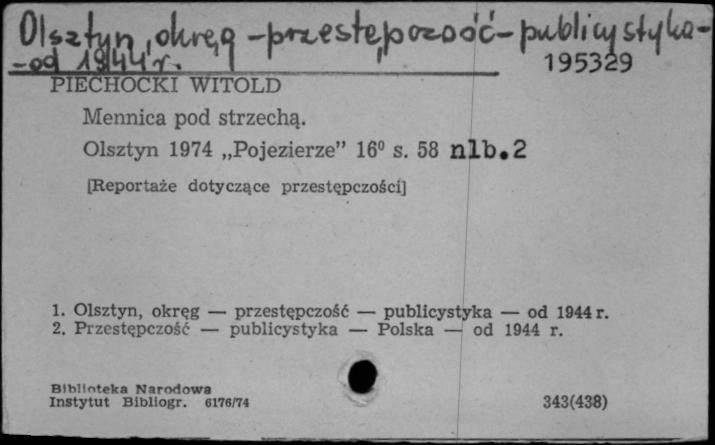 Olsztyn, okręg - przestępczość - publicystyka -
- od 1944 r.
195329
PIECHOCKI WITOLD
Mennica pod strzechą.
Olsztyn 1974 „Pojezierze” 16⁰ s. 58 nlb.2
[Reportaże dotyczące przestępczości]
1. Olsztyn, okręg — przestępczość — publicystyka — od 1944 r.
2. Przestępczość — publicystyka — Polska — od 1944 r.
Biblioteka Narodowa
Instytut Bibliogr. 6176/74
343(438)